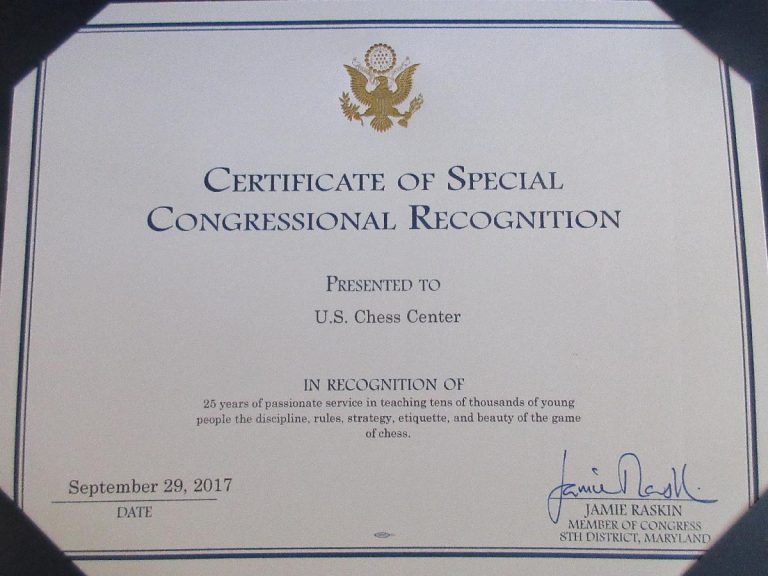 Certificate of Special
Congressional Recognition
Presented to
U.S. Chess Center
IN RECOGNITION OF
25 years of passionate service in teaching tens of thousands of young
people the discipline, rules, strategy, etiquette, and beauty of the game
of chess.
September 29, 2017
DATE
Jamie Raskin
JAMIE RASKIN
MEMBER OF CONGRESS
8TH DISTRICT, MARYLAND